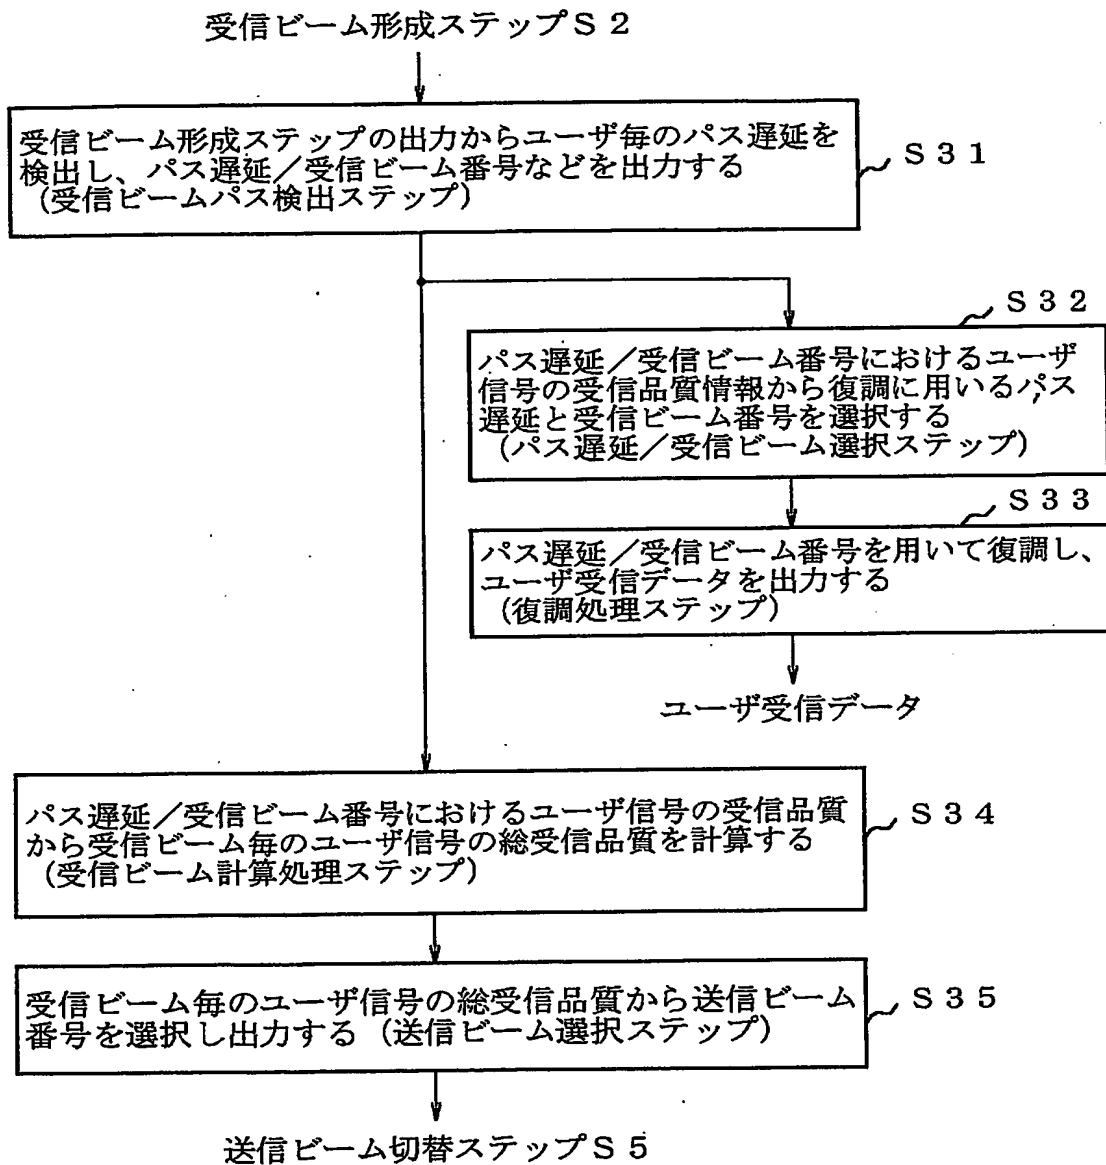 受信ビーム形成ステップＳ２
受信ビーム形成ステップの出力からユーザ毎のパス遅延を
検出し、パス遅延／受信ビーム番号などを出力する
（受信ビームパス検出ステップ）
Ｓ３１
Ｓ３２
パス遅延／受信ビーム番号におけるユーザ
信号の受信品質情報から復調に用いるパス
遅延と受信ビーム番号を選択する
（パス遅延／受信ビーム選択ステップ）
Ｓ３３
パス遅延／受信ビーム番号を用いて復調し、
ユーザ受信データを出力する
（復調処理ステップ）
ユーザ受信データ
パス遅延／受信ビーム番号におけるユーザ信号の受信品質
から受信ビーム毎のユーザ信号の総受信品質を計算する
（受信ビーム計算処理ステップ）
Ｓ３４
受信ビーム毎のユーザ信号の総受信品質から送信ビーム
番号を選択し出力する（送信ビーム選択ステップ）
Ｓ３５
送信ビーム切替ステップＳ５